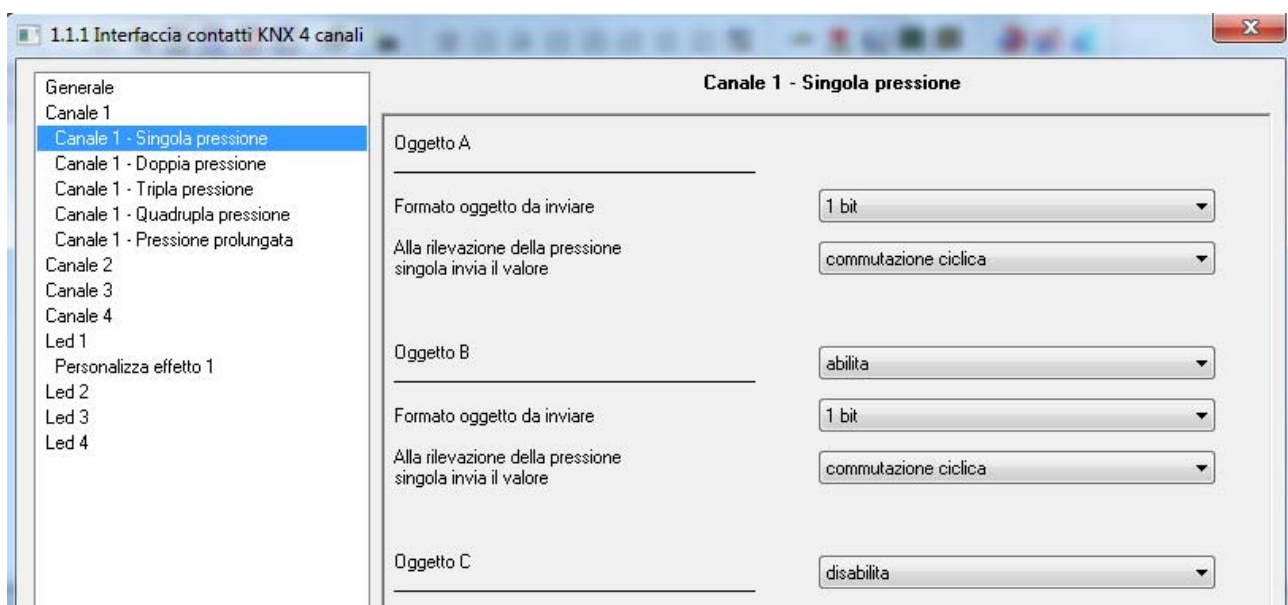 1.1.1 Interfaccia contatti KNX 4 canali
Generale
Canale 1
Canale 1 - Singola pressione
Canale 1 - Doppia pressione
Canale 1 - Tripla pressione
Canale 1 - Quadrupla pressione
Canale 1 - Pressione prolungata
Canale 2
Canale 3
Canale 4
Led 1
Personalizza effetto 1
Led 2
Led 3
Led 4
Canale 1 - Singola pressione
Oggetto A
Formato oggetto da inviare
1 bit
Alla rilevazione della pressione
singola invia il valore
commutazione ciclica
Oggetto B
abilita
Formato oggetto da inviare
1 bit
Alla rilevazione della pressione
singola invia il valore
commutazione ciclica
Oggetto C
disabilita